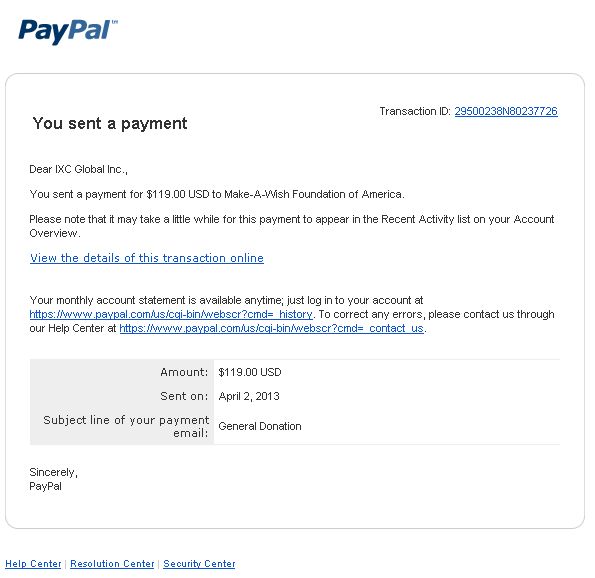 PayPal™
Transaction ID: 29500238N80237726
You sent a payment
Dear IXC Global Inc.,
You sent a payment for $119.00 USD to Make-A-Wish Foundation of America.
Please note that it may take a little while for this payment to appear in the Recent Activity list on your Account
Overview.
View the details of this transaction online
Your monthly account statement is available anytime; just log in to your account at
https://www.paypal.com/us/cgi-bin/webscr?cmd=_history. To correct any errors, please contact us through
our Help Center at https://www.paypal.com/us/cgi-bin/webscr?cmd=_contact_us.
Amount: $119.00 USD
Sent on: April 2, 2013
Subject line of your payment
email: General Donation
Sincerely,
PayPal
Help Center | Resolution Center | Security Center